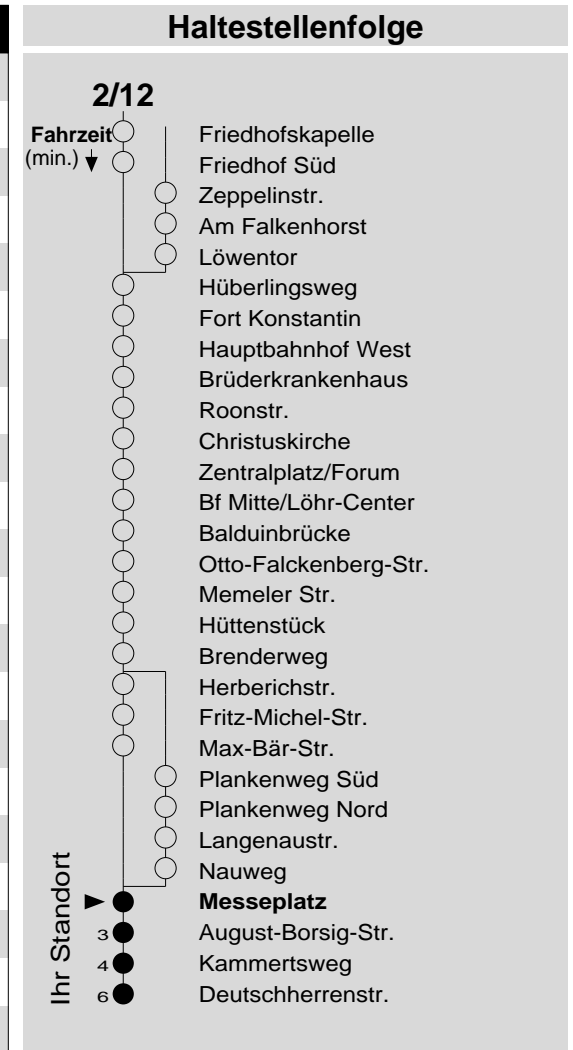 Haltestellenfolge
2/12
Fahrzeit
(min.)
Friedhofskapelle
Friedhof Süd
Zeppelinstr.
Am Falkenhorst
Löwentor
Hüberlingsweg
Fort Konstantin
Hauptbahnhof West
Brüderkrankenhaus
Roonstr.
Christuskirche
Zentralplatz/Forum
Bf Mitte/Löhr-Center
Balduinbrücke
Otto-Falckenberg-Str.
Memeler Str.
Hüttenstück
Brenderweg
Herberichstr.
Fritz-Michel-Str.
Max-Bär-Str.
Plankenweg Süd
Plankenweg Nord
Langenaustr.
Nauweg
Ihr Standort
Messeplatz
3 August-Borsig-Str.
4 Kammertsweg
6 Deutschherrenstr.